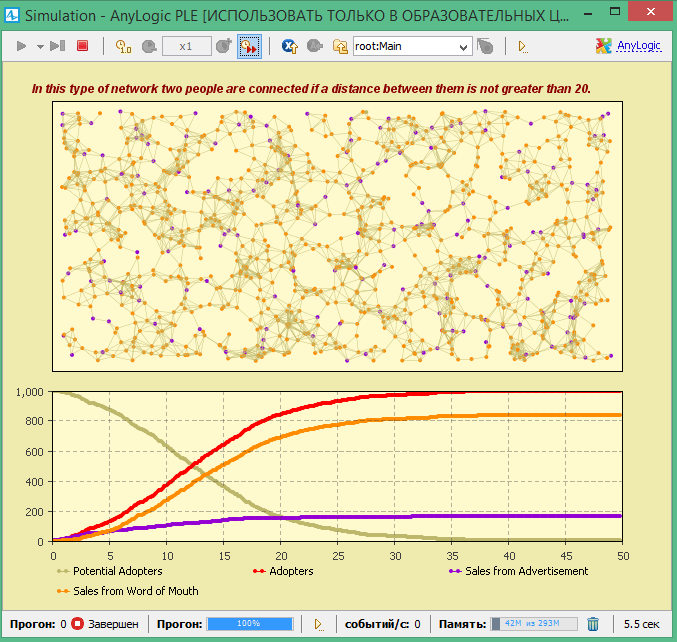 Simulation - AnyLogic PLE [ИСПОЛЬЗОВАТЬ ТОЛЬКО В ОБРАЗОВАТЕЛЬНЫХ Ц...
1.0 x1 root:Main AnyLogic
In this type of network two people are connected if a distance between them is not greater than 20.
1,000
800
600
400
200
0
0 5 10 15 20 25 30 35 40 45 50
Potential Adopters Adopters Sales from Advertisement
Sales from Word of Mouth
Прогон: 0 Завершен Прогон: 100% событий/с: 0 Память: 42M из 293M 5.5 сек